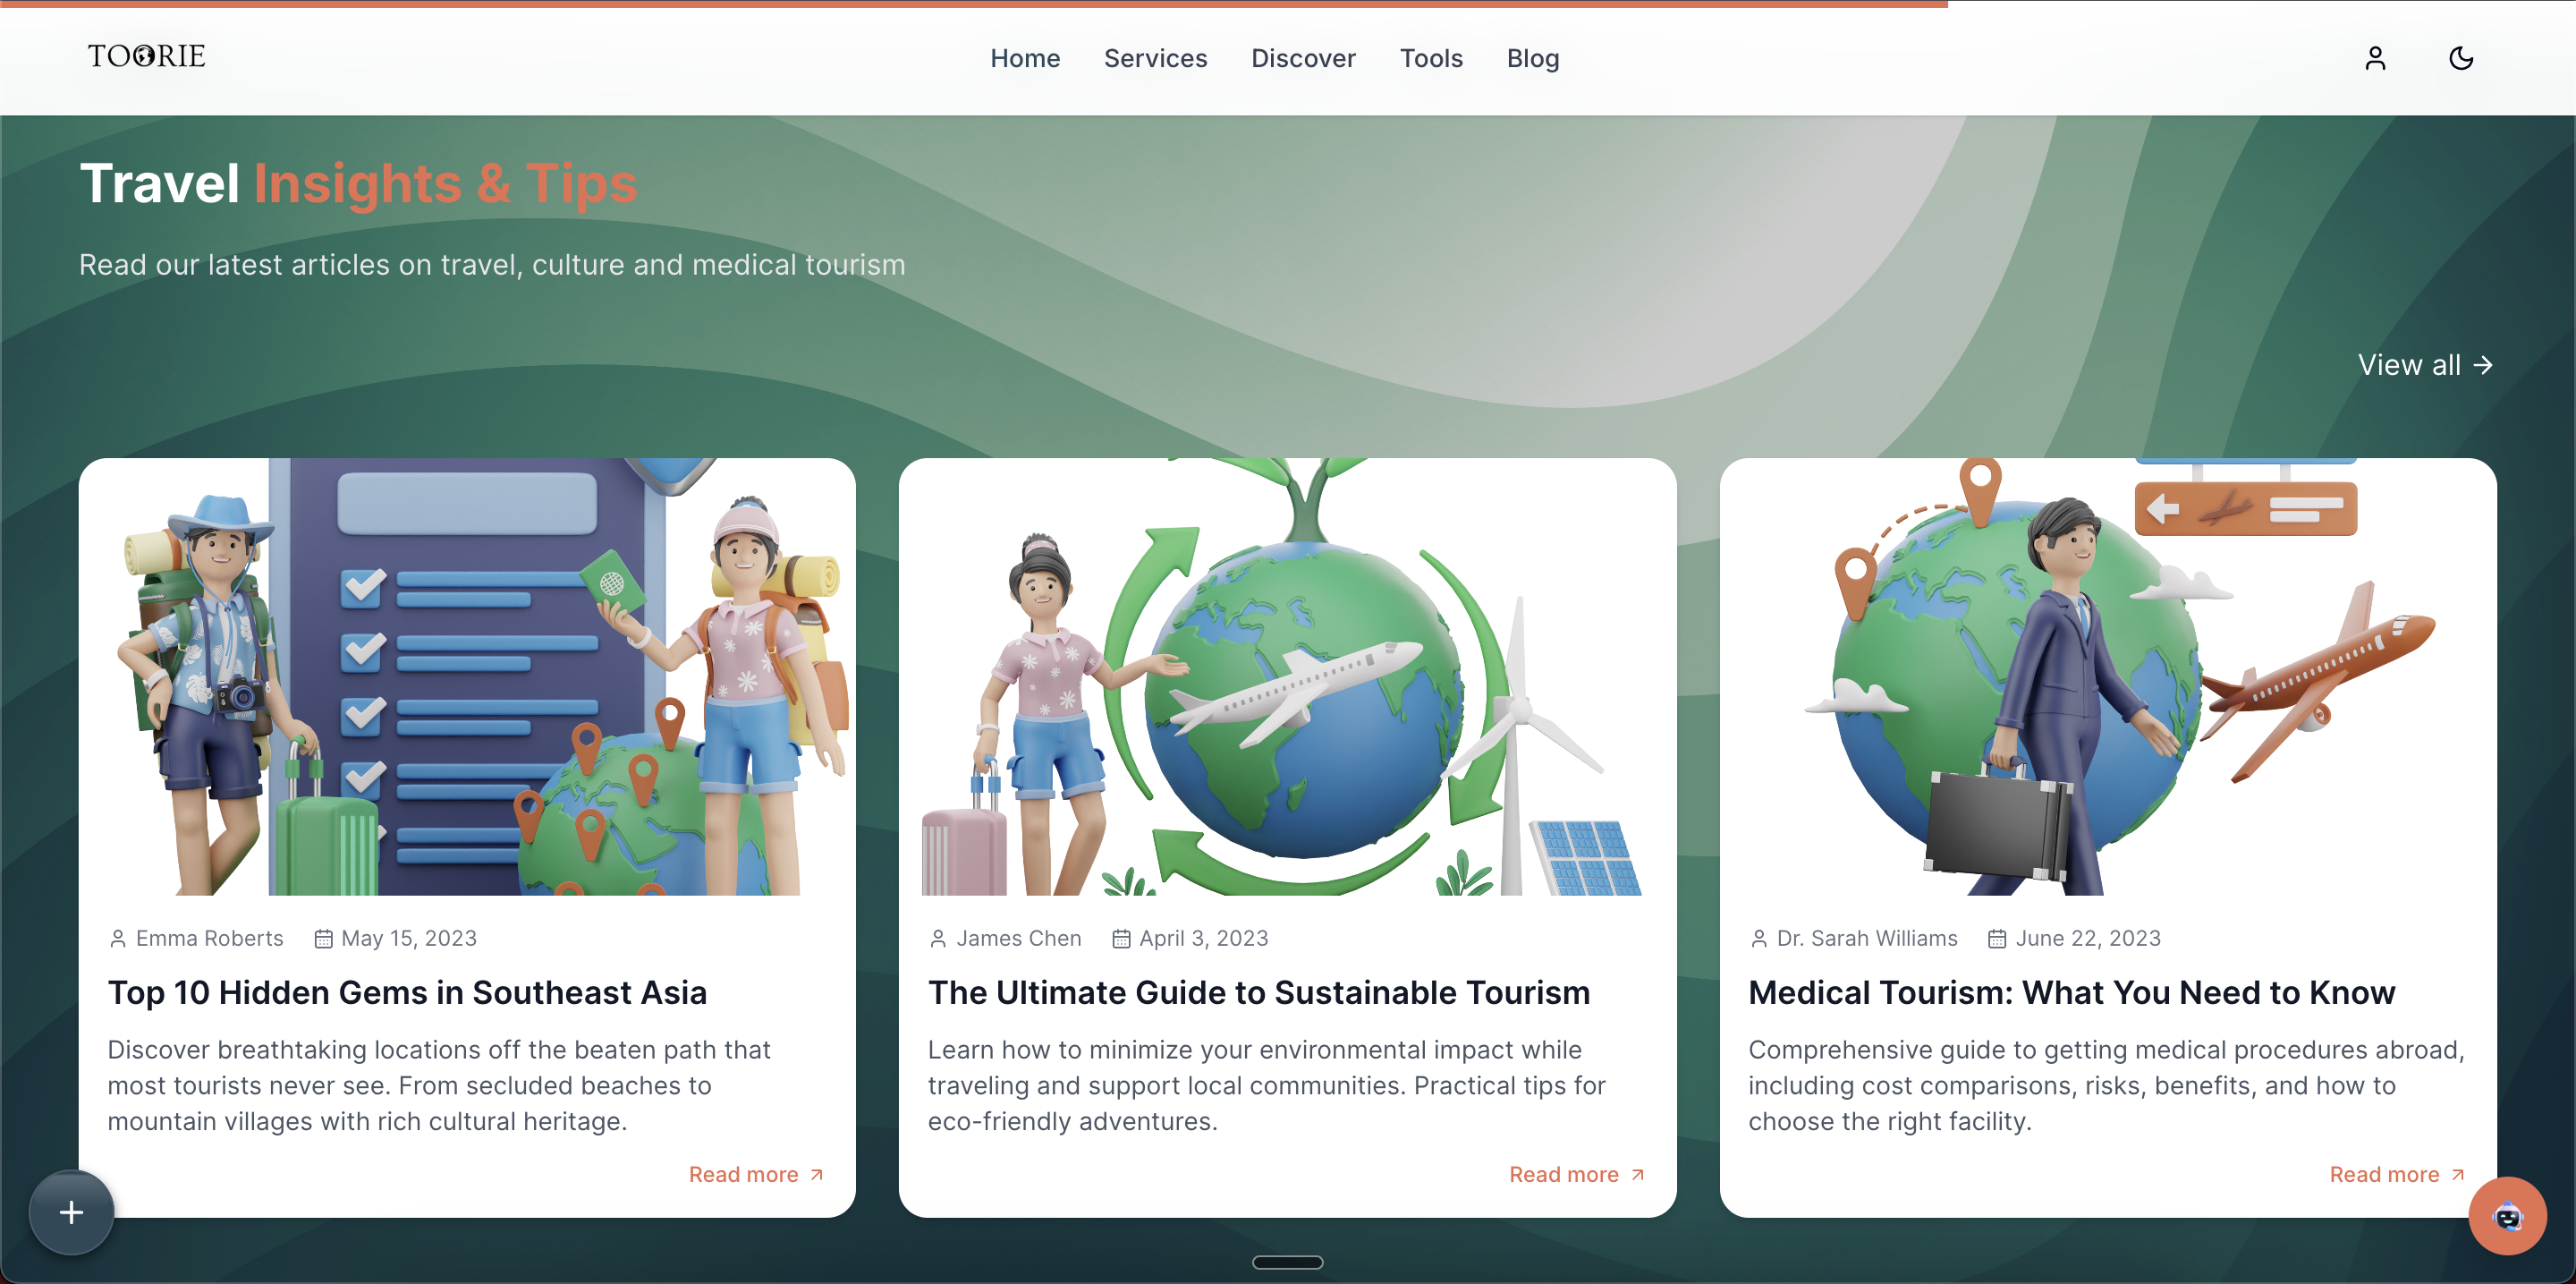 TOORIE
Home Services Discover Tools Blog
Travel Insights & Tips
Read our latest articles on travel, culture and medical tourism
View all →
Emma Roberts May 15, 2023
Top 10 Hidden Gems in Southeast Asia
Discover breathtaking locations off the beaten path that
most tourists never see. From secluded beaches to
mountain villages with rich cultural heritage.
Read more
James Chen April 3, 2023
The Ultimate Guide to Sustainable Tourism
Learn how to minimize your environmental impact while
traveling and support local communities. Practical tips for
eco-friendly adventures.
Read more
Dr. Sarah Williams June 22, 2023
Medical Tourism: What You Need to Know
Comprehensive guide to getting medical procedures abroad,
including cost comparisons, risks, benefits, and how to
choose the right facility.
Read more